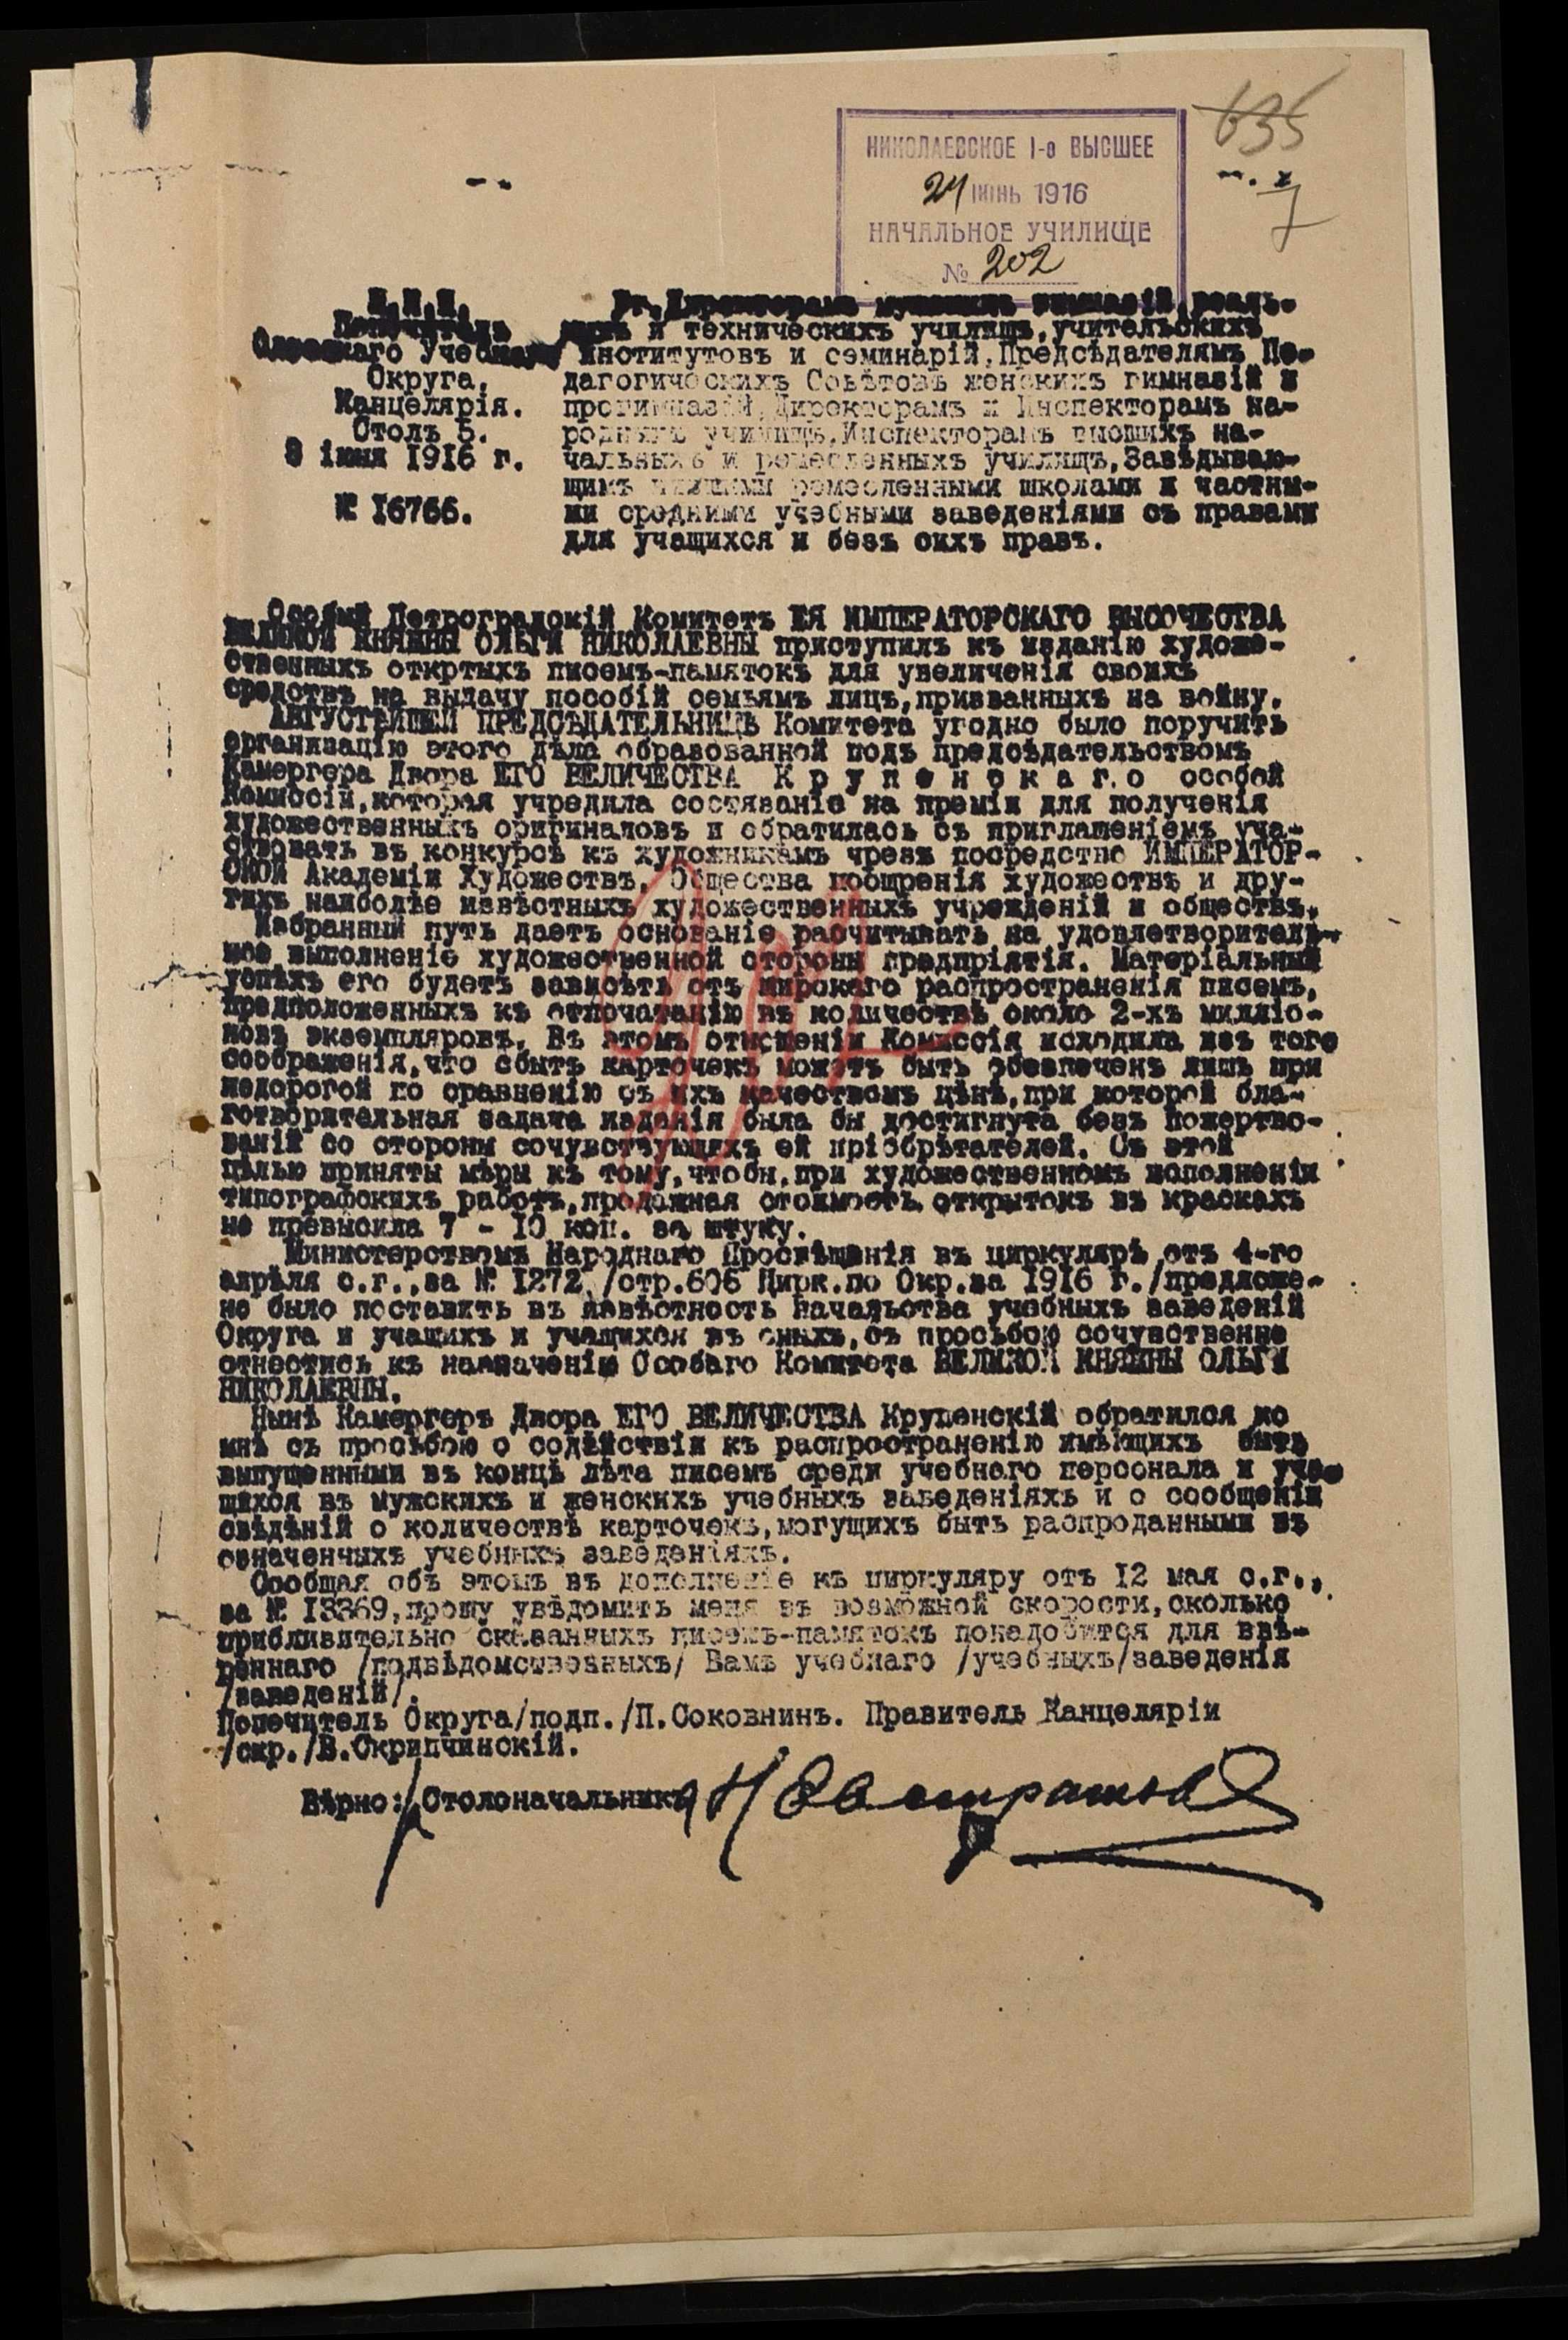 635
7
НИКОЛАЕВСКОЕ I-е ВЫСШЕЕ
24 ІЮНЬ 1916
НАЧАЛЬНОЕ УЧИЛИЩЕ
№ 202
М.Н.П.
Попечитель
Одесскаго Учебнаго
Округа.
Канцелярія.
Столъ 5.
8 іюня 1916 г.
№ 16766.
Гг. Директорамъ мужскихъ гимназій, реаль-
ныхъ и техническихъ училищъ, учительскихъ
институтовъ и семинарій, Предсѣдателямъ Пе-
дагогическихъ Совѣтовъ женскихъ гимназій и
прогимназій, Директорамъ и Инспекторамъ на-
родныхъ училищъ, Инспекторамъ высшихъ на-
чальныхъ и ремесленныхъ училищъ, Завѣдываю-
щимъ низшими ремесленными школами и частны-
ми средними учебными заведеніями съ правами
для учащихся и безъ сихъ правъ.
Особый Петроградскій Комитетъ ЕЯ ИМПЕРАТОРСКАГО ВЫСОЧЕСТВА
ВЕЛИКОЙ КНЯЖНЫ ОЛЬГИ НИКОЛАЕВНЫ приступилъ къ изданію художе-
ственныхъ откртыхъ писемъ-памятокъ для увеличенія своихъ
средствъ на выдачу пособій семьямъ лицъ, призванныхъ на войну.
АВГУСТѢЙШЕЙ ПРЕДСѢДАТЕЛЬНИЦѢ Комитета угодно было поручить
организацію этого дѣла образованной подъ предсѣдательствомъ
Камергера Двора ЕГО ВЕЛИЧЕСТВА К р у п е н с к а г о особой
Комиссіи, которая учредила состязаніе на преміи для полученія
художественныхъ оригиналовъ и обратилась съ приглашеніемъ уча-
ствовать въ конкурсѣ къ художникамъ чрезъ посредство ИМПЕРАТОР-
СКОЙ Академіи Художествъ, Общества поощренія художествъ и дру-
гихъ наиболѣе извѣстныхъ художественныхъ учрежденій и обществъ.
Избранный путь даетъ основаніе расчитывать на удовлетворитель-
ное выполненіе художественной стороны предпріятія. Матеріальный
успѣхъ его будетъ зависѣть отъ широкаго распространенія писемъ,
предположенныхъ къ отпечатанію въ количествѣ около 2-хъ милліо-
новъ экземпляровъ. Въ этомъ отношеніи Комиссія исходила изъ того
соображенія, что сбытъ карточекъ можетъ быть обезпеченъ лишь при
недорогой по сравненію съ ихъ качествомъ цѣнѣ, при которой бла-
готворительная задача изданія была бы достигнута безъ пожертво-
ваній со стороны сочувствующихъ ей пріобрѣтателей. Съ этой
цѣлью приняты мѣры къ тому, чтобы, при художественномъ исполненіи
типографскихъ работъ, продажная стоимость открытокъ въ краскахъ
не превысила 7 - 10 коп. за штуку.
Министерствомъ Народнаго Просвѣщенія въ циркулярѣ отъ 4-го
апрѣля с.г., за № 1272 /стр.606 Цирк.по Окр.за 1916 г./предложе-
но было поставить въ извѣстность начальства учебныхъ заведеній
Округа и учащихъ и учащихся въ оныхъ, съ просьбою сочувственно
отнестись къ назначенію Особаго Комитета ВЕЛИКОЙ КНЯЖНЫ ОЛЬГИ
НИКОЛАЕВНЫ.
Нынѣ Камергеръ Двора ЕГО ВЕЛИЧЕСТВА Крупенскій обратился ко
мнѣ съ просьбою о содѣйствіи къ распространенію имѣющихъ быть
выпущенными въ концѣ лѣта писемъ среди учебнаго персонала и уча-
щихся въ мужскихъ и женскихъ учебныхъ заведеніяхъ и о сообщеніи
свѣдѣній о количествѣ карточекъ, могущихъ быть распроданными въ
означенныхъ учебныхъ заведеніяхъ.
Сообщая объ этомъ въ дополненіе къ циркуляру отъ 12 мая с.г.,
за № 13369, прошу увѣдомить меня въ возможной скорости, сколько
приблизительно сказанныхъ писемъ-памятокъ понадобится для ввѣ-
реннаго /подвѣдомственныхъ/ Вамъ учебнаго /учебныхъ/заведенія
/заведеній/.
Попечитель Округа/подп./П.Соковнинъ. Правитель Канцеляріи
/скр./В.Скрипчинскій.
Вѣрно: Столоначальникъ Н Евстратов